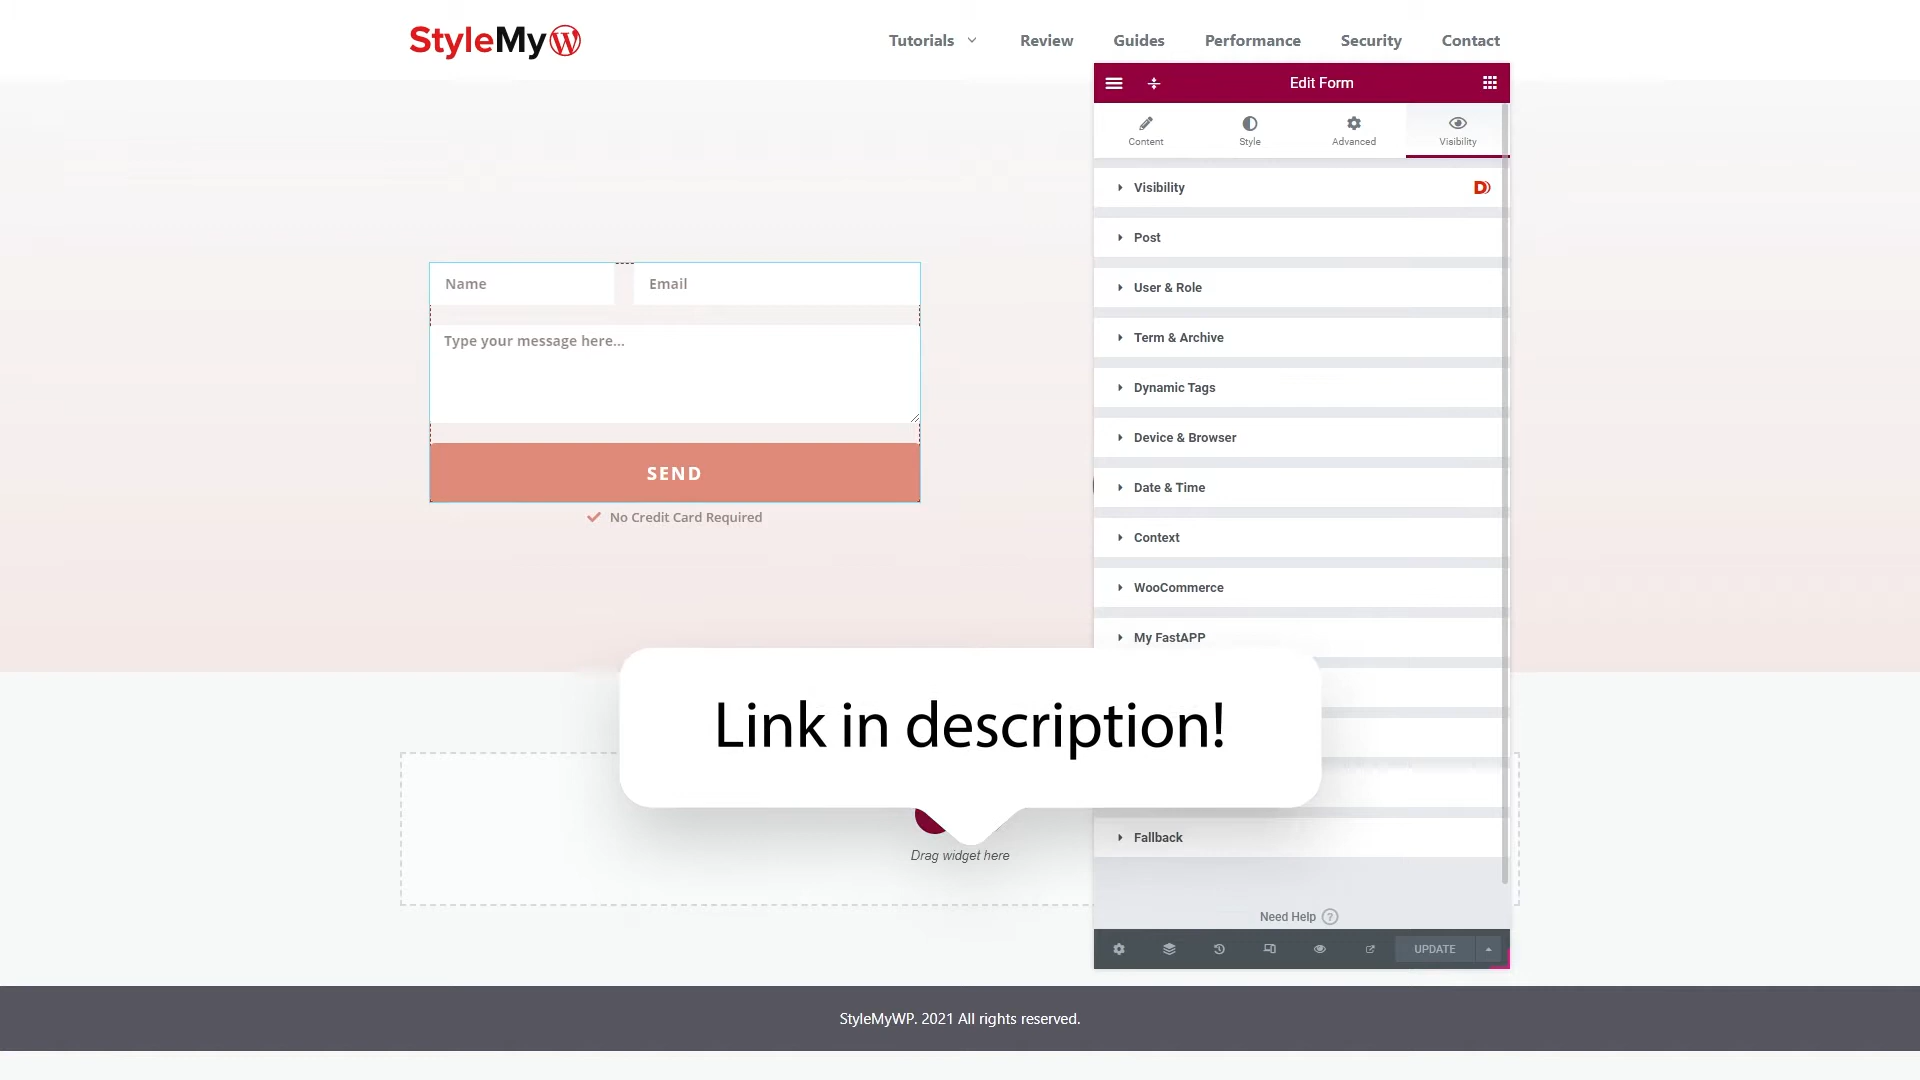 StyleMy
Tutorials Review Guides Performance Security Contact
Edit Form
Content Style Advanced Visibility
Visibility
Post
User & Role
Term & Archive
Dynamic Tags
Device & Browser
Date & Time
Context
WooCommerce
My FastAPP
Fallback
Need Help ?
UPDATE
Name Email
Type your message here...
SEND
No Credit Card Required
Link in description!
Drag widget here
StyleMyWP. 2021 All rights reserved.